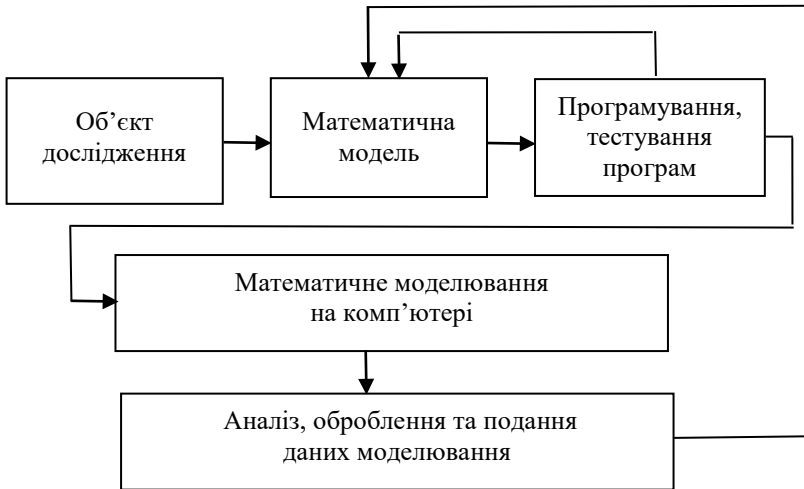 Об’єкт
дослідження
Математична
модель
Програмування,
тестування
програм
Математичне моделювання
на комп’ютері
Аналіз, оброблення та подання
даних моделювання